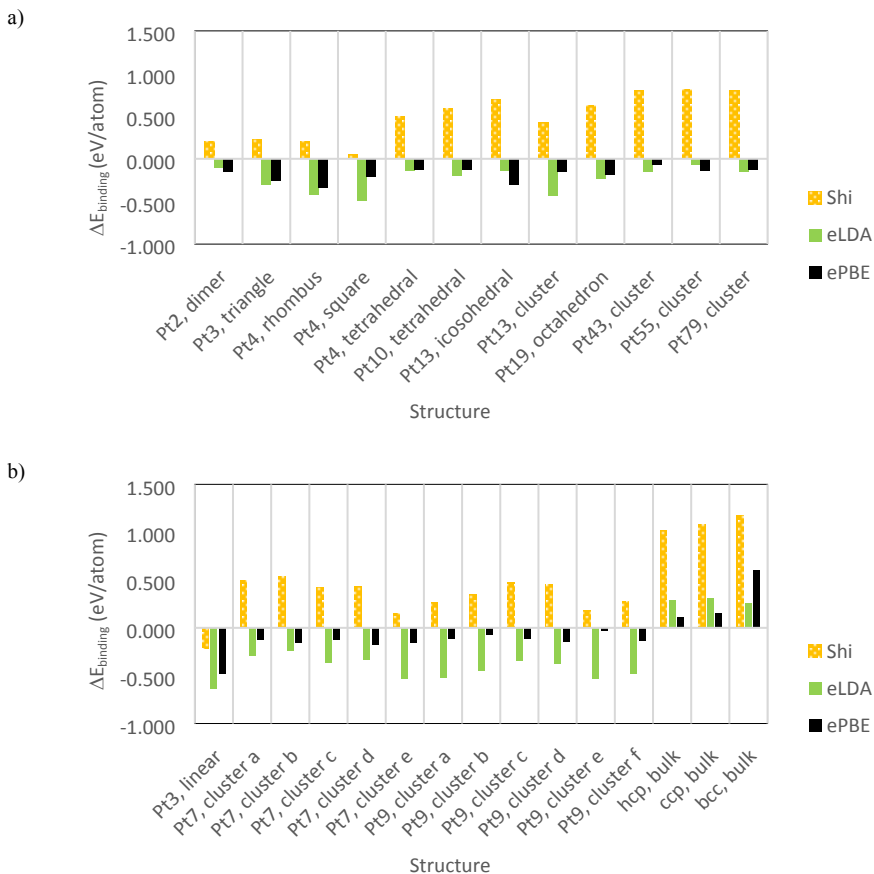 a)
1.500
1.000
0.500
0.000
-0.500
-1.000
ΔEbinding (eV/atom)
Pt2, dimer
Pt3, triangle
Pt4, rhombus
Pt4, square
Pt4, tetrahedral
Pt10, tetrahedral
Pt13, icosohedral
Pt13, cluster
Pt19, octahedron
Pt43, cluster
Pt55, cluster
Pt79, cluster
Structure
Shi
eLDA
ePBE
b)
1.500
1.000
0.500
0.000
-0.500
-1.000
ΔEbinding (eV/atom)
Pt3, linear
Pt7, cluster a
Pt7, cluster b
Pt7, cluster c
Pt7, cluster d
Pt7, cluster e
Pt9, cluster a
Pt9, cluster b
Pt9, cluster c
Pt9, cluster d
Pt9, cluster e
Pt9, cluster f
hcp, bulk
ccp, bulk
bcc, bulk
Structure
Shi
eLDA
ePBE